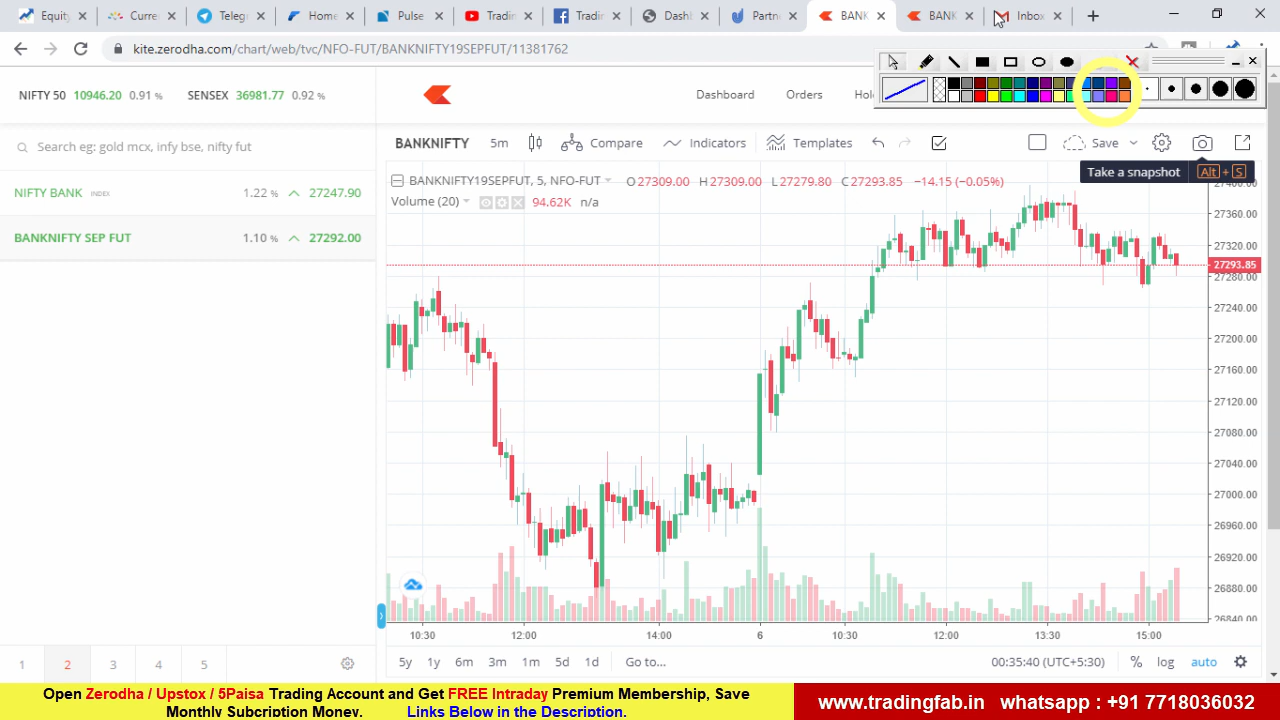 Equity
Curre
Telegr
Home
Pulse
Tradin
Tradin
Dash
Partn
BANK
BANK
Inbox
kite.zerodha.com/chart/web/tvc/NFO-FUT/BANKNIFTY19SEPFUT/11381762
NIFTY 50 10946.20 0.91 % SENSEX 36981.77 0.92 %
Dashboard Orders Hol
Search eg: gold mcx, infy bse, nifty fut
NIFTY BANK INDEX 1.22 % 27247.90
BANKNIFTY SEP FUT 1.10 % 27292.00
BANKNIFTY 5m Compare Indicators Templates Save
Take a snapshot Alt + S
BANKNIFTY19SEPFUT, 5, NFO-FUT O27309.00 H27309.00 L27279.80 C27293.85 −14.15 (−0.05%)
Volume (20) 94.62K n/a
27400.00
27360.00
27320.00
27293.85
27280.00
27240.00
27200.00
27160.00
27120.00
27080.00
27040.00
27000.00
26960.00
26920.00
26880.00
26840.00
10:30 12:00 14:00 6 10:30 12:00 13:30 15:00
5y 1y 6m 3m 1m 5d 1d Go to... 00:35:40 (UTC+5:30) % log auto
1 2 3 4 5
Open Zerodha / Upstox / 5Paisa Trading Account and Get FREE Intraday Premium Membership, Save
Monthly Subcription Money. Links Below in the Description.
www.tradingfab.in whatsapp : +91 7718036032